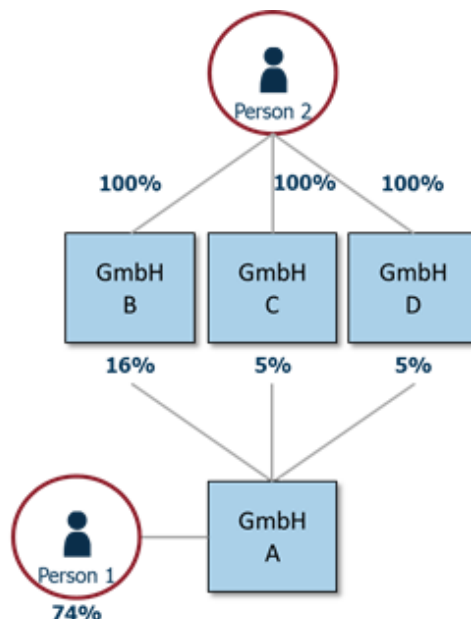 Person 2
100% 100% 100%
GmbH
B
GmbH
C
GmbH
D
16% 5% 5%
GmbH
A
Person 1
74%